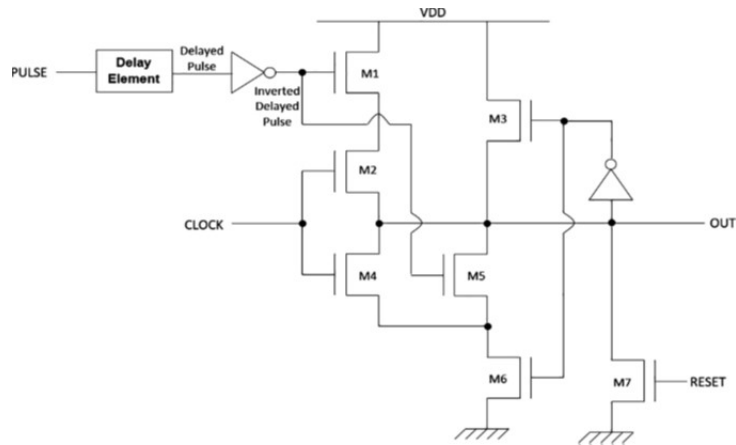 VDD
PULSE
Delay
Element
Delayed
Pulse
Inverted
Delayed
Pulse
M1
M3
M2
CLOCK
OUT
M4
M5
M6
M7
RESET